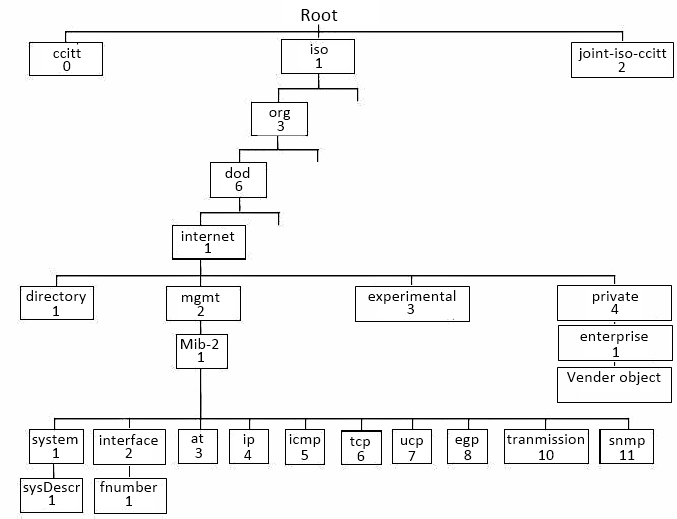 Root
ccitt
0
iso
1
joint-iso-ccitt
2
org
3
dod
6
internet
1
directory
1
mgmt
2
experimental
3
private
4
Mib-2
1
enterprise
1
Vender object
system
1
interface
2
at
3
ip
4
icmp
5
tcp
6
ucp
7
egp
8
tranmission
10
snmp
11
sysDescr
1
fnumber
1